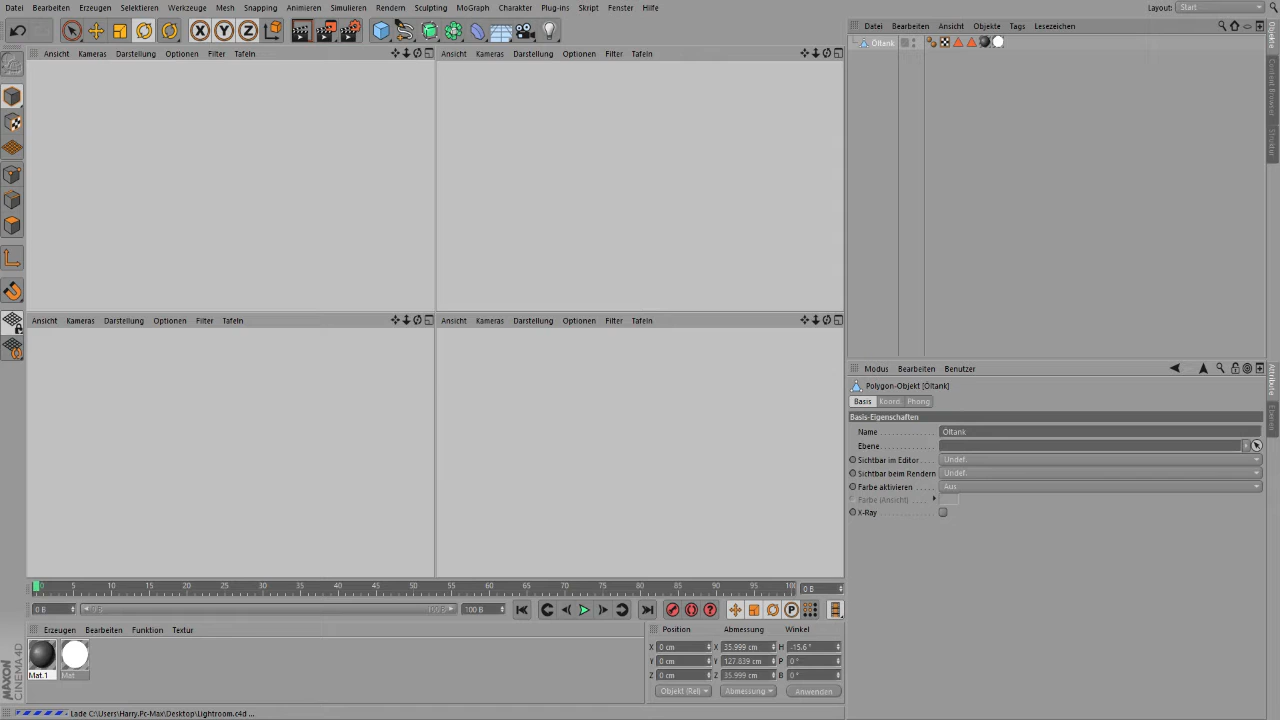 Datei Bearbeiten Erzeugen Selektieren Werkzeuge Mesh Snapping Animieren Simulieren Rendern Sculpting MoGraph Charakter Plug-ins Skript Fenster Hilfe Layout: Start
Datei Bearbeiten Ansicht Objekte Tags Lesezeichen
Öltank
Ansicht Kameras Darstellung Optionen Filter Tafeln
Ansicht Kameras Darstellung Optionen Filter Tafeln
Ansicht Kameras Darstellung Optionen Filter Tafeln
Ansicht Kameras Darstellung Optionen Filter Tafeln
Objekte
Content Browser
Struktur
Modus Bearbeiten Benutzer
Polygon-Objekt [Öltank]
Basis Koord. Phong
Basis-Eigenschaften
Name Öltank
Ebene
Sichtbar im Editor Undef.
Sichtbar beim Rendern Undef.
Farbe aktivieren Aus
Farbe (Ansicht)
X-Ray
Attribute
Ebenen
0 5 10 15 20 25 30 35 40 45 50 55 60 65 70 75 80 85 90 95 100 0 B
0 B 0 B 100 B 100 B
Erzeugen Bearbeiten Funktion Textur
Mat.1 Mat
Position Abmessung Winkel
X 0 cm X 35.999 cm H -15.6 °
Y 0 cm Y 127.839 cm P 0 °
Z 0 cm Z 35.999 cm B 0 °
Objekt (Rel) Abmessung Anwenden
MAXON
CINEMA 4D
Lade C:\Users\Harry.Pc-Max\Desktop\Lightroom.c4d ...